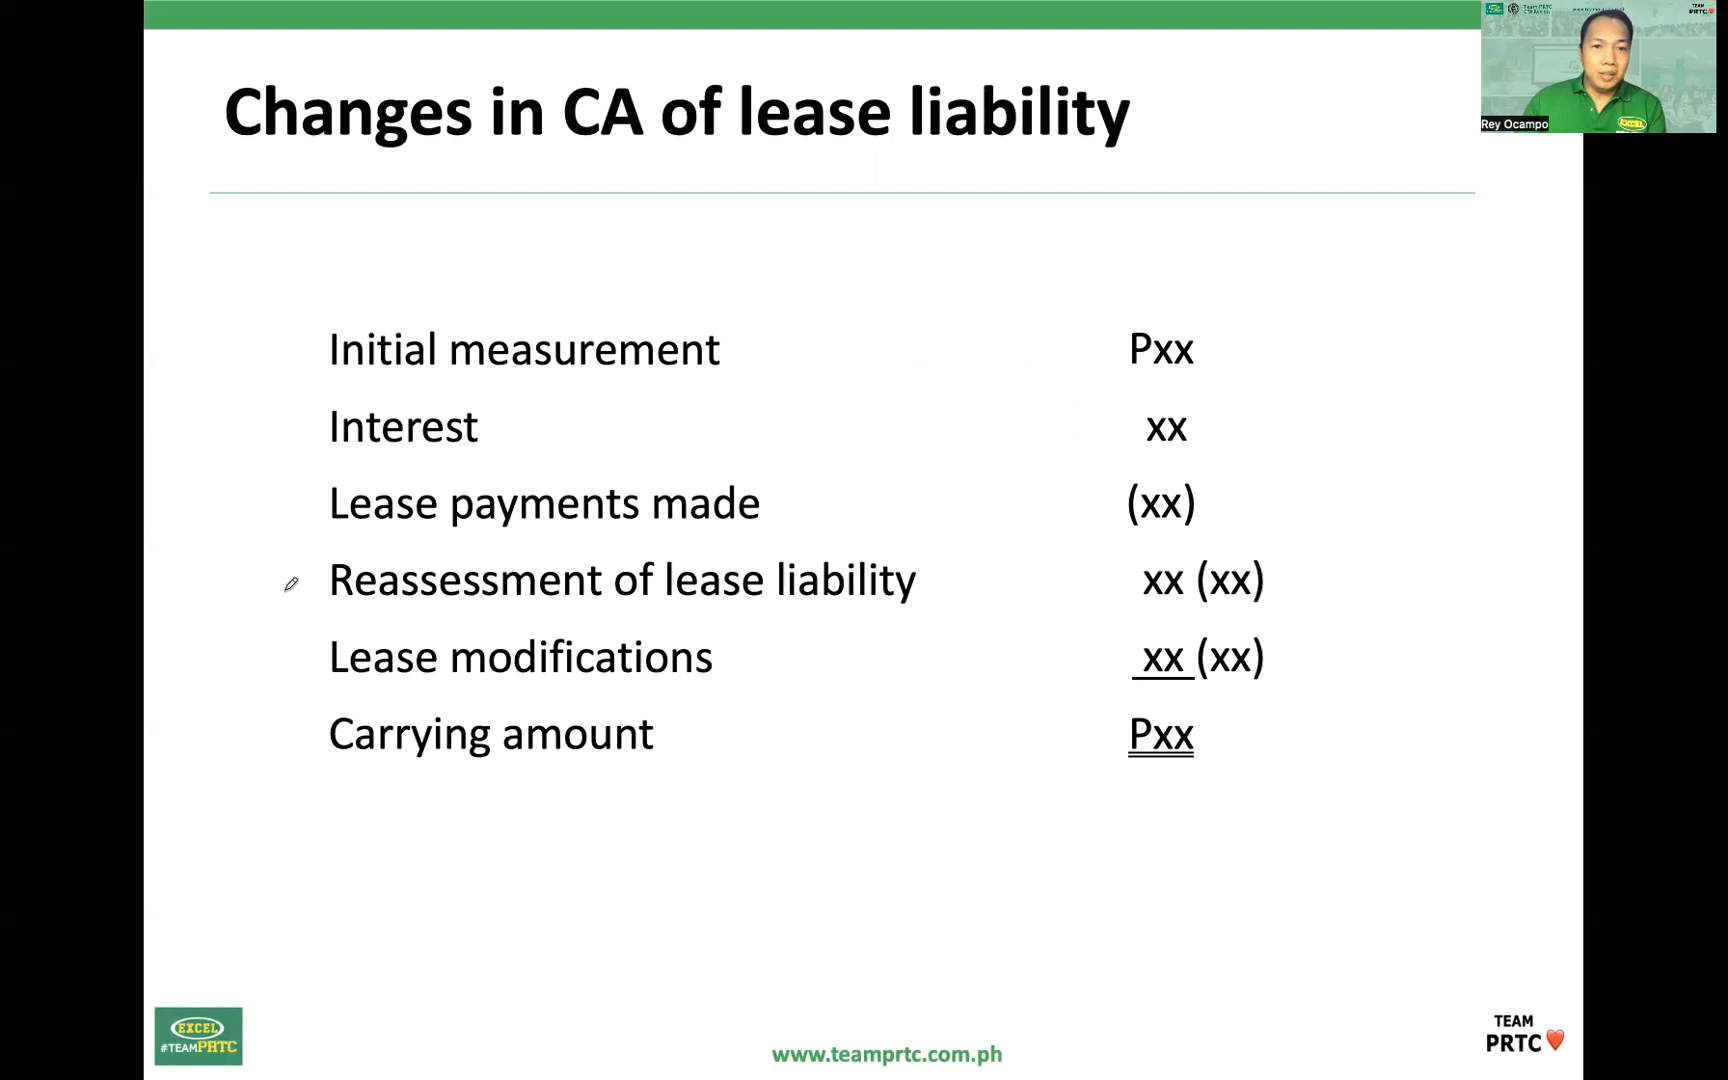 Changes in CA of lease liability
Rey Ocampo
Initial measurement Pxx
Interest xx
Lease payments made (xx)
Reassessment of lease liability xx (xx)
Lease modifications xx (xx)
Carrying amount Pxx
EXCEL
#TEAMPRTC
www.teamprtc.com.ph
TEAM
PRTC